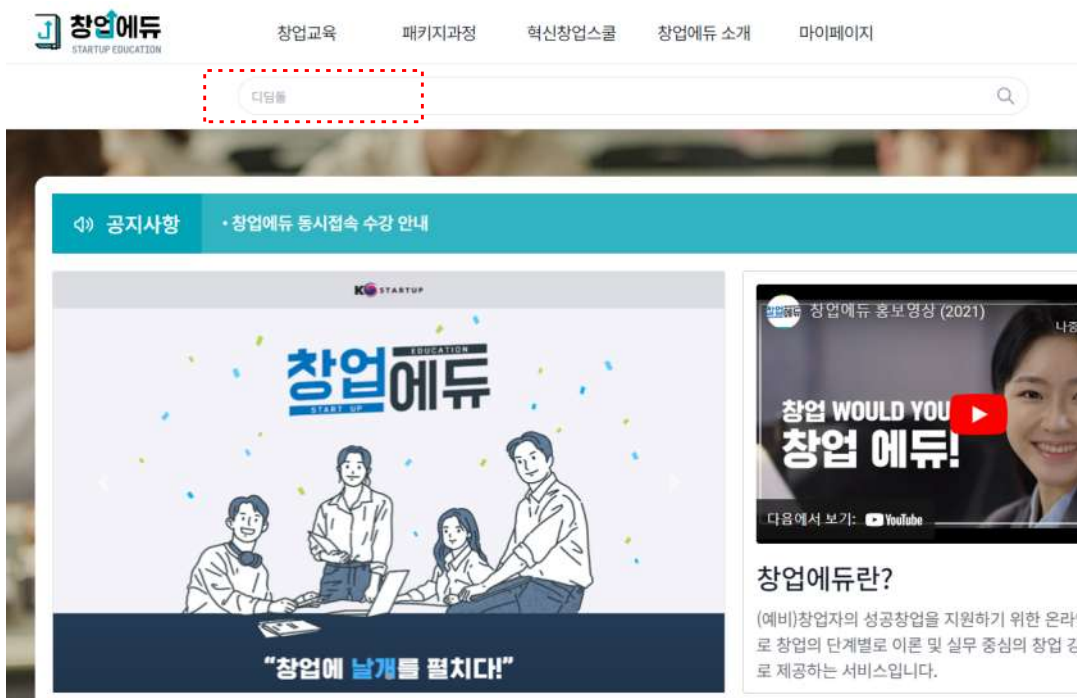 창업에듀
STARTUP EDUCATION
창업교육 패키지과정 혁신창업스쿨 창업에듀 소개 마이페이지
디딤돌
공지사항 • 창업에듀 동시접속 수강 안내
K STARTUP
창업에듀
EDUCATION
START UP
"창업에 날개를 펼치다!"
창업에듀 창업에듀 홍보영상 (2021)
나중
창업 WOULD YOU
창업 에듀!
다음에서 보기: YouTube
창업에듀란?
(예비)창업자의 성공창업을 지원하기 위한 온라
로 창업의 단계별로 이론 및 실무 중심의 창업 강
로 제공하는 서비스입니다.